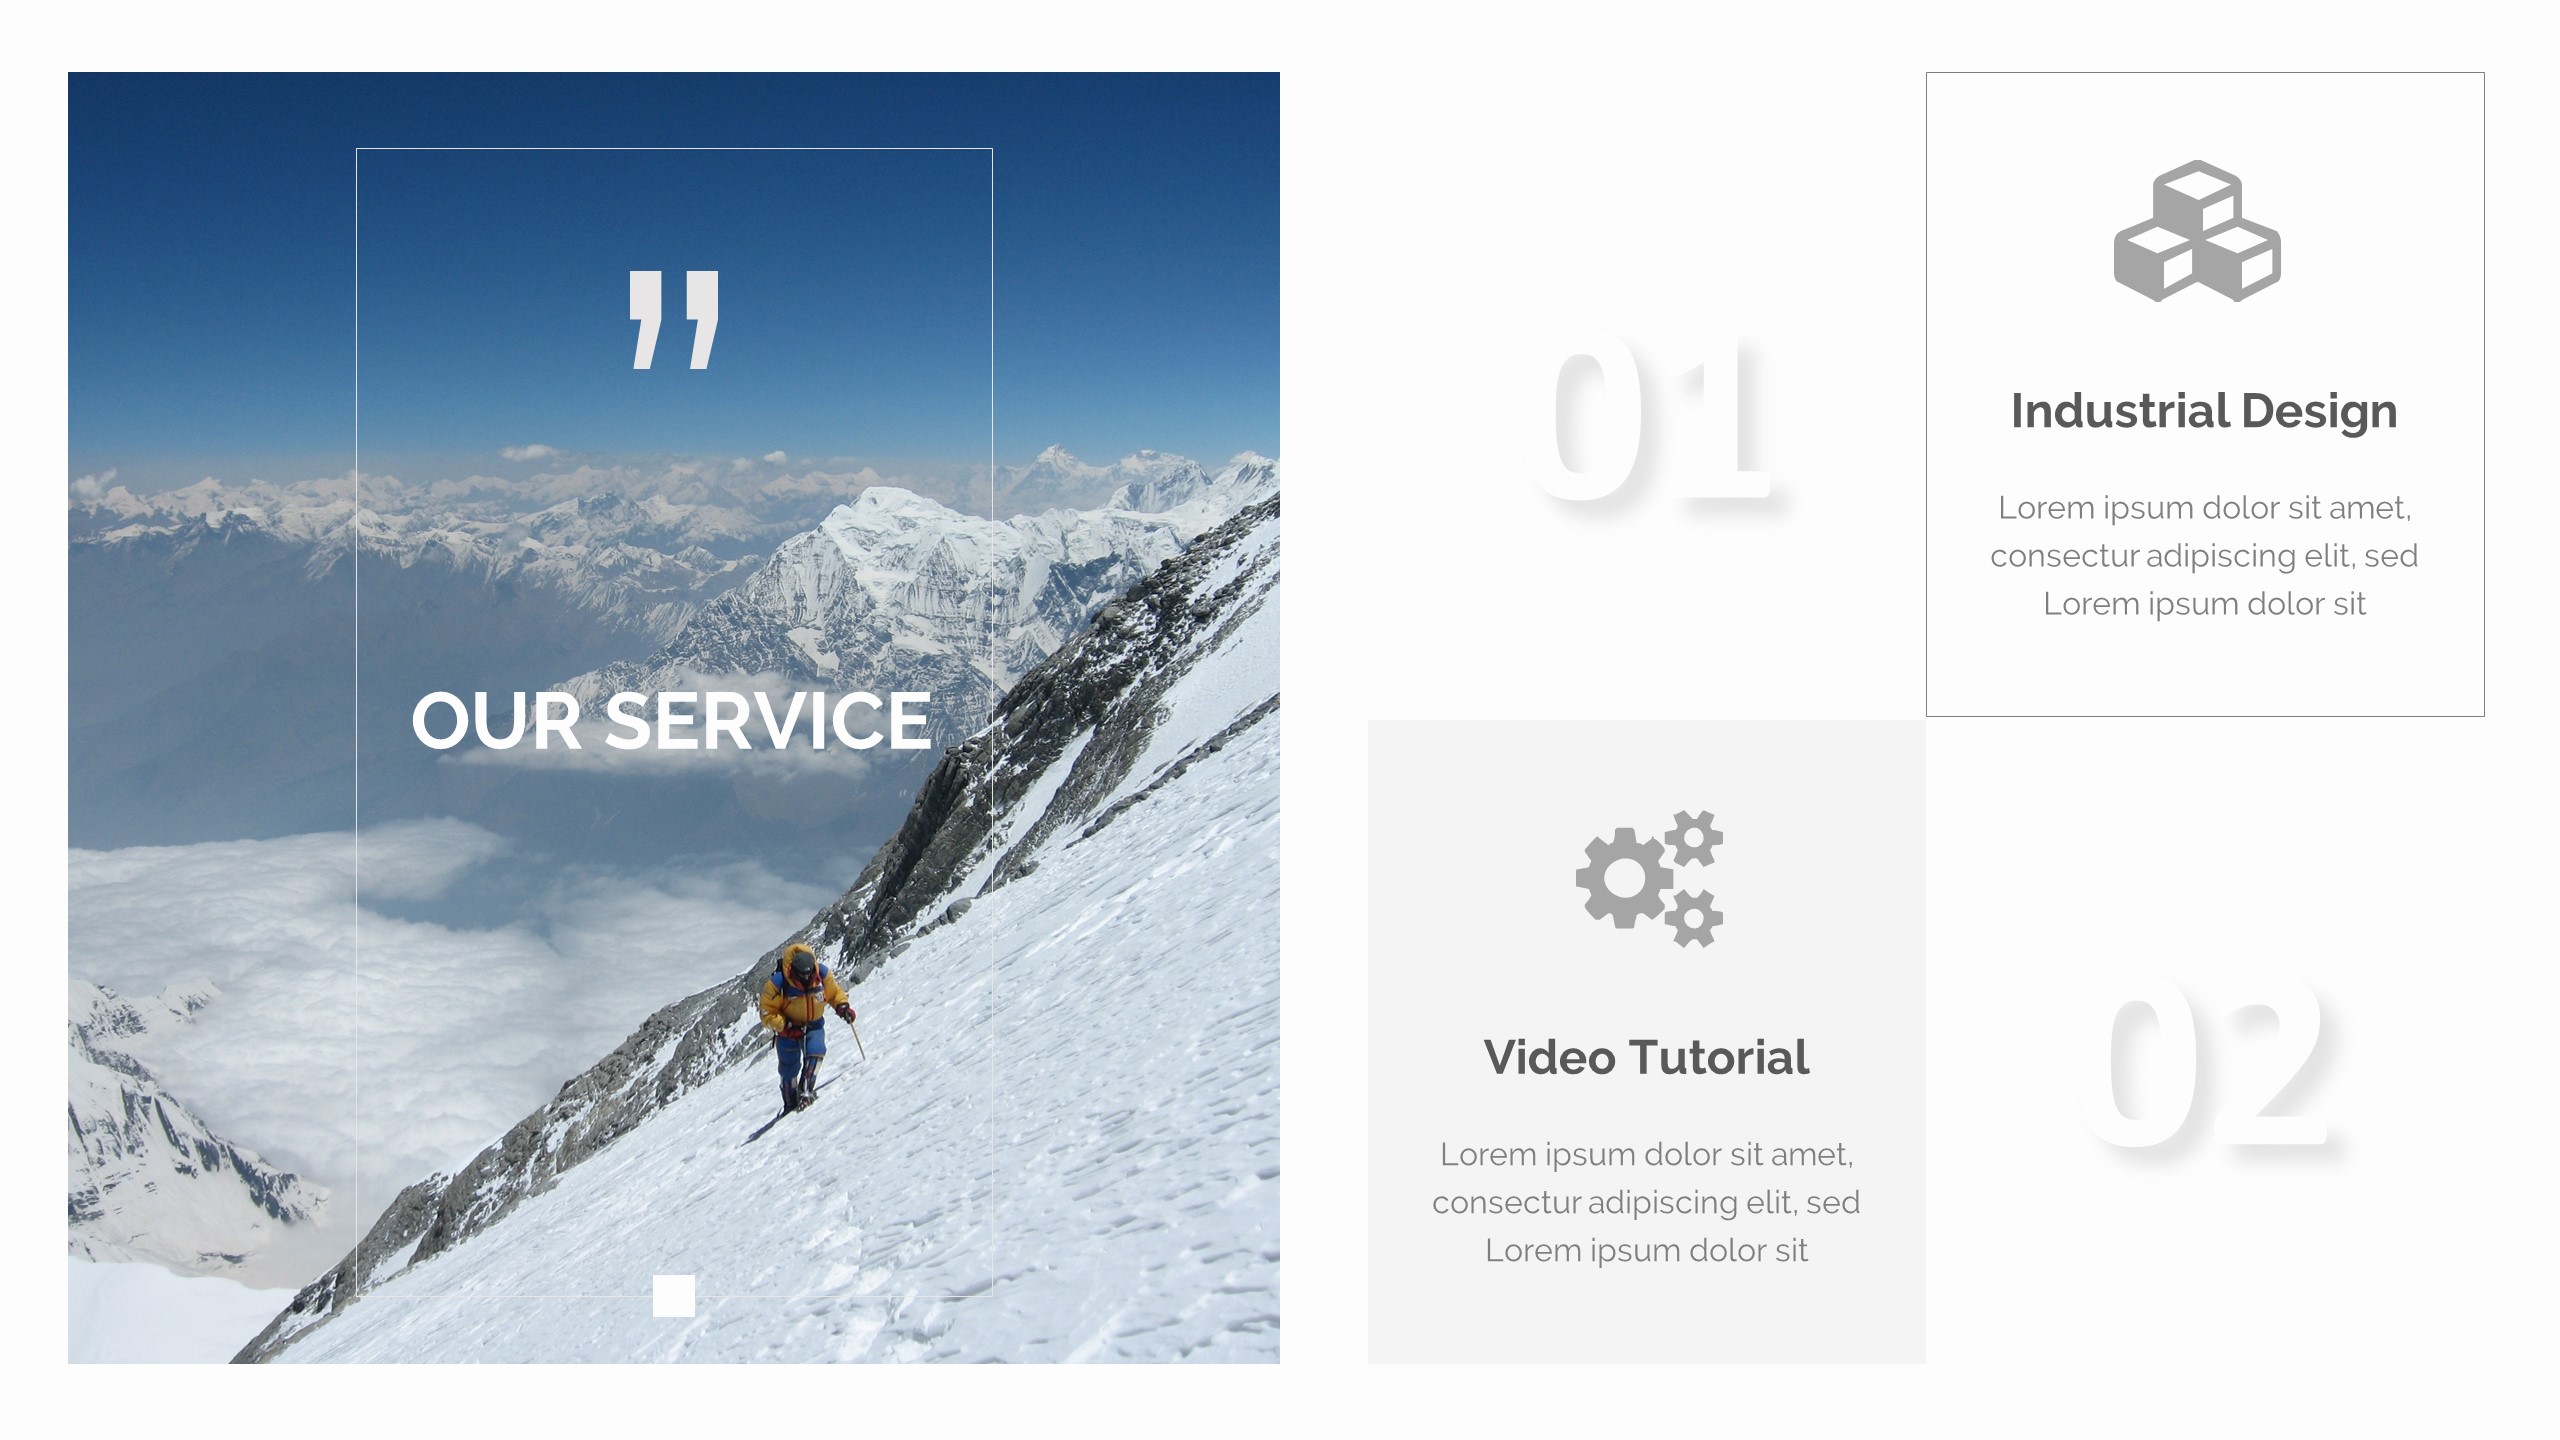 ”
OUR SERVICE
01
Industrial Design
Lorem ipsum dolor sit amet,
consectur adipiscing elit, sed
Lorem ipsum dolor sit
Video Tutorial
Lorem ipsum dolor sit amet,
consectur adipiscing elit, sed
Lorem ipsum dolor sit
02